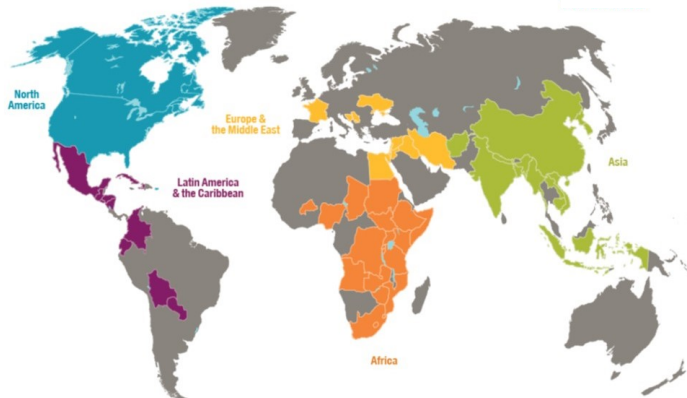 North
America
Europe &
the Middle East
Asia
Latin America
& the Caribbean
Africa